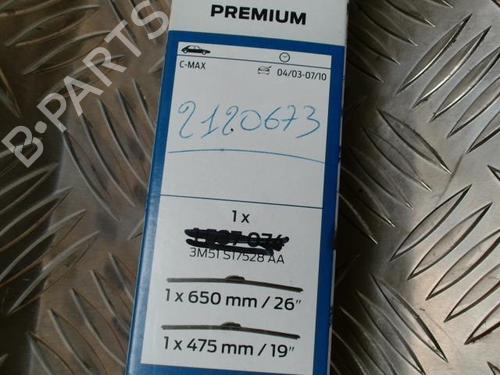 PREMIUM
C-MAX 04/03-07/10
2120673
1 x
3M51 S17528 AA
1 x 650 mm / 26"
1 x 475 mm / 19"
B-PARTS